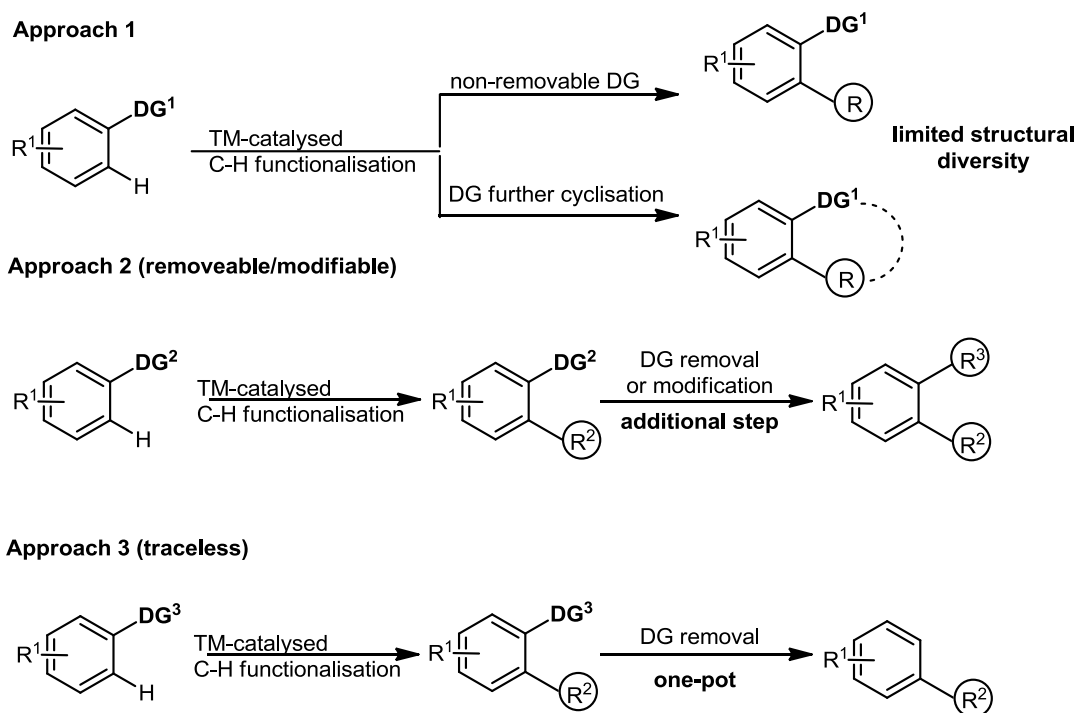 Approach 1
DG¹
R¹
H
TM-catalysed
C-H functionalisation
non-removable DG
DG¹
R¹
R
limited structural
diversity
DG further cyclisation
DG¹
R¹
R
Approach 2 (removeable/modifiable)
DG²
R¹
H
TM-catalysed
C-H functionalisation
DG²
R¹
R²
DG removal
or modification
additional step
R³
R¹
R²
Approach 3 (traceless)
DG³
R¹
H
TM-catalysed
C-H functionalisation
DG³
R¹
R²
DG removal
one-pot
R¹
R²